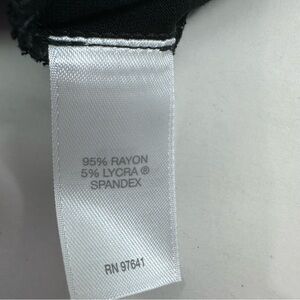 95% RAYON
5% LYCRA ®
SPANDEX
RN 97641